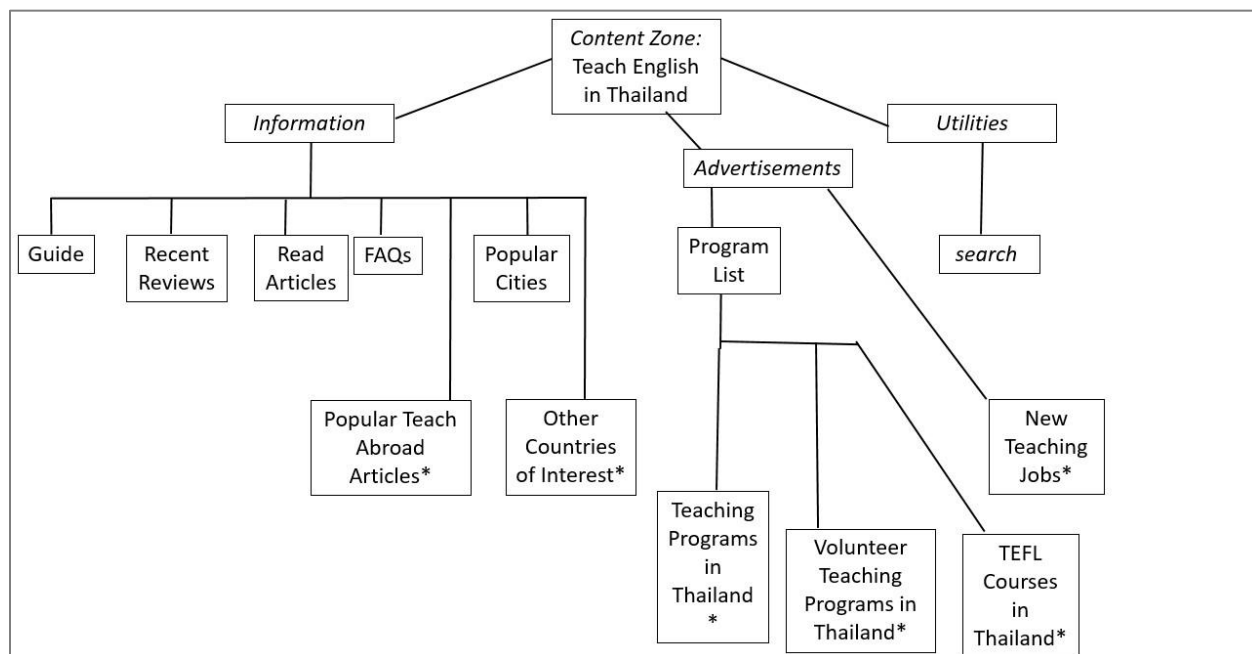 Content Zone:
Teach English
in Thailand
Information
Utilities
Advertisements
Guide
Recent
Reviews
Read
Articles
FAQs
Popular
Cities
Program
List
search
Popular Teach
Abroad
Articles*
Other
Countries
of Interest*
New
Teaching
Jobs*
Teaching
Programs
in
Thailand
*
Volunteer
Teaching
Programs in
Thailand*
TEFL
Courses
in
Thailand*